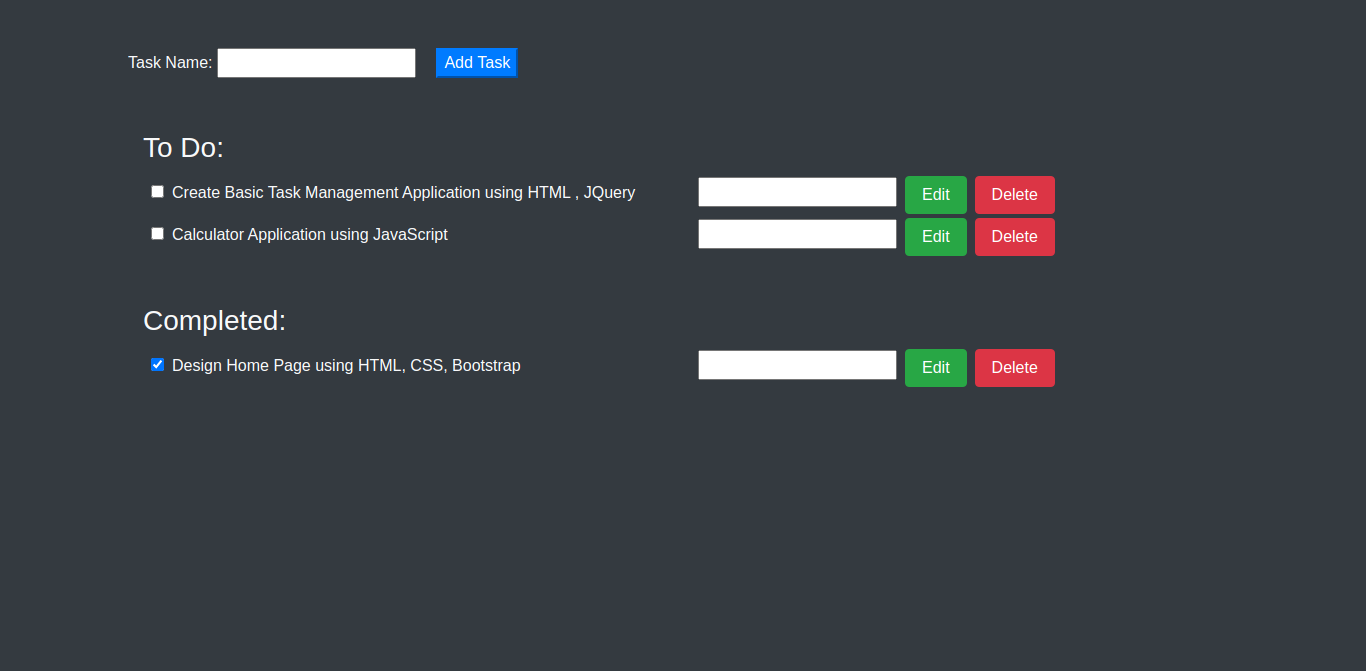 Task Name: Add Task
To Do:
Create Basic Task Management Application using HTML , JQuery Edit Delete
Calculator Application using JavaScript Edit Delete
Completed:
Design Home Page using HTML, CSS, Bootstrap Edit Delete